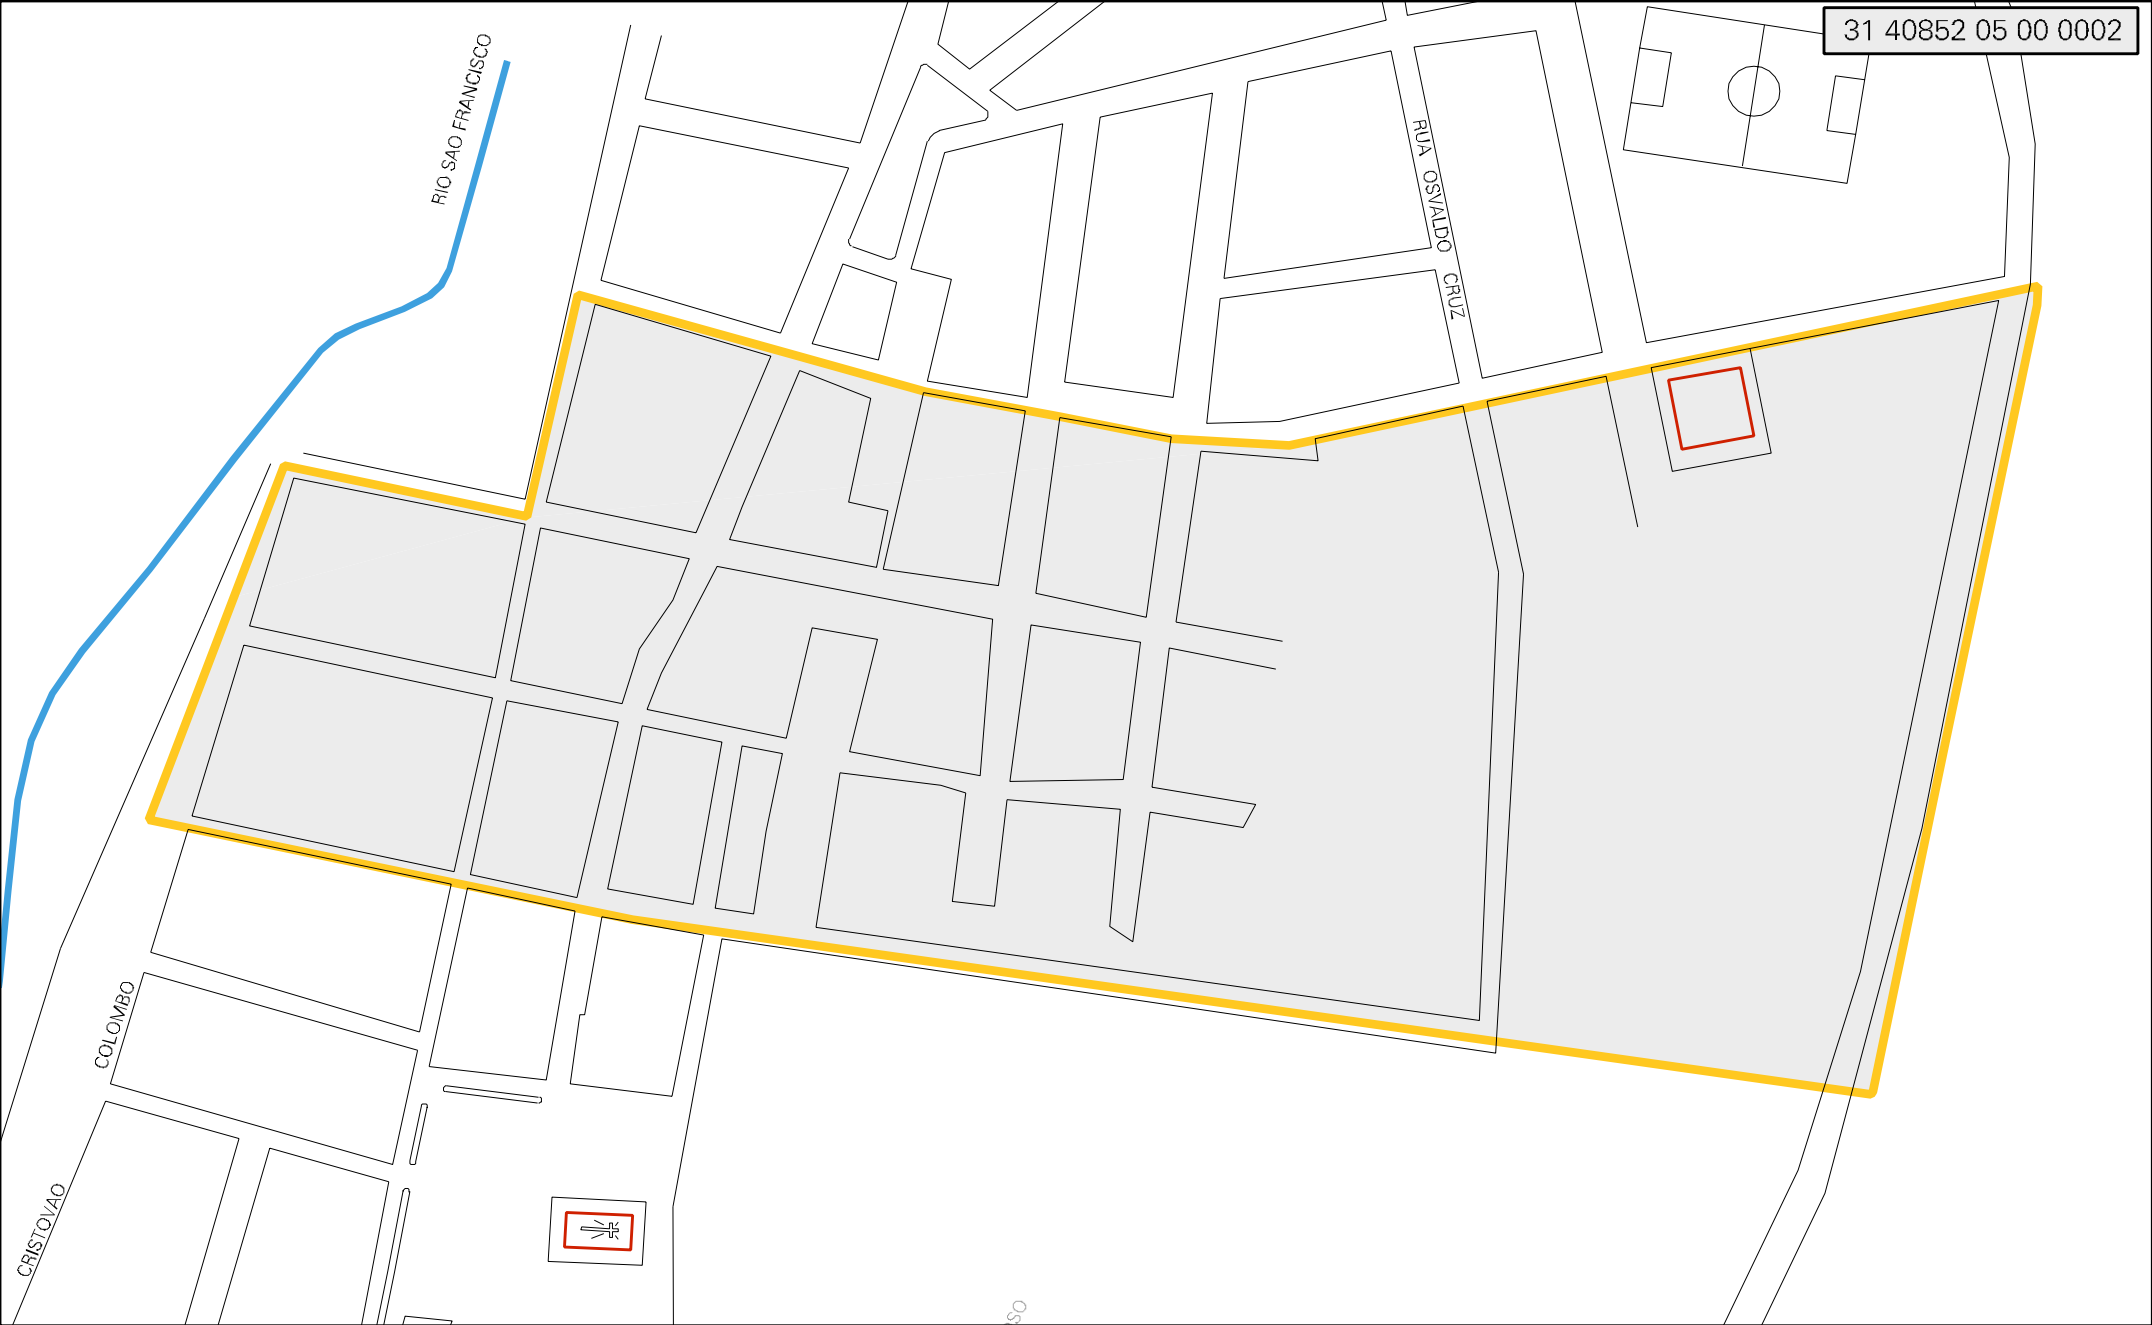 31 40852 05 00 0002
RIO SAO FRANCISCO
RUA OSVALDO CRUZ
COLOMBO
CRISTOVAO